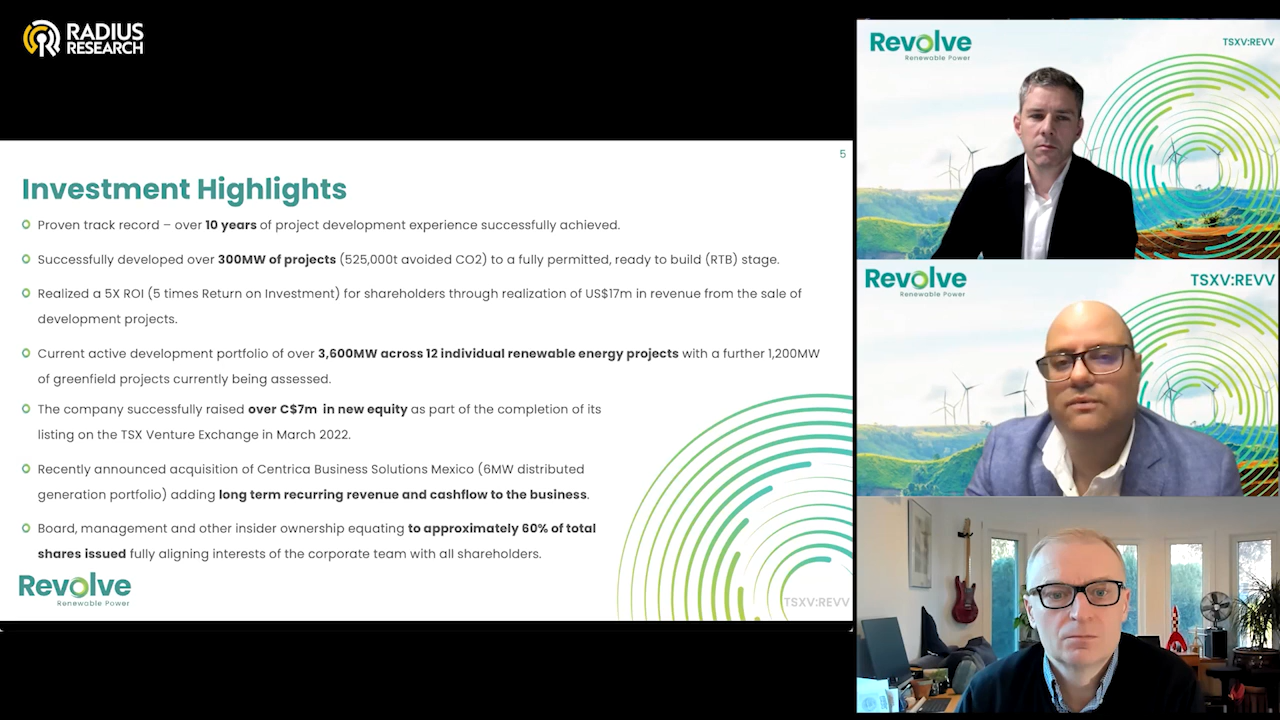 RADIUS
RESEARCH
5
Investment Highlights
Proven track record – over 10 years of project development experience successfully achieved.
Successfully developed over 300MW of projects (525,000t avoided CO2) to a fully permitted, ready to build (RTB) stage.
Realized a 5X ROI (5 times Return on Investment) for shareholders through realization of US$17m in revenue from the sale of
development projects.
Current active development portfolio of over 3,600MW across 12 individual renewable energy projects with a further 1,200MW
of greenfield projects currently being assessed.
The company successfully raised over C$7m in new equity as part of the completion of its
listing on the TSX Venture Exchange in March 2022.
Recently announced acquisition of Centrica Business Solutions Mexico (6MW distributed
generation portfolio) adding long term recurring revenue and cashflow to the business.
Board, management and other insider ownership equating to approximately 60% of total
shares issued fully aligning interests of the corporate team with all shareholders.
Revolve
Renewable Power
TSXV:REVV
Revolve
Renewable Power
TSXV:REVV
Revolve
Renewable Power
TSXV:REVV